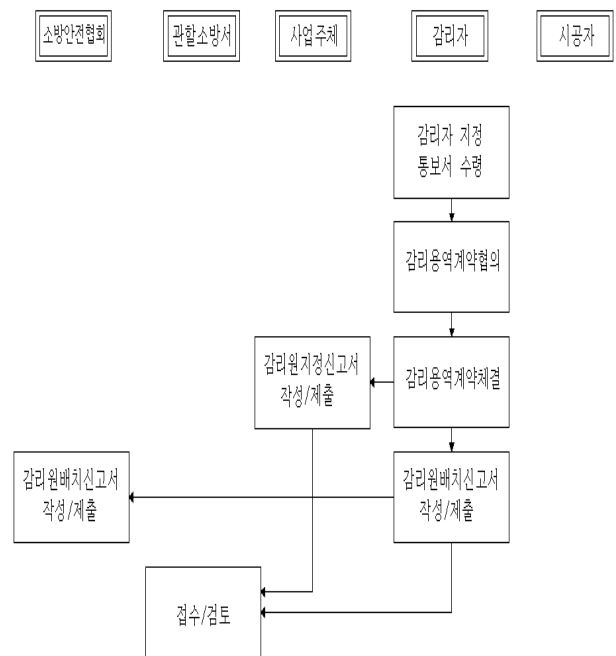 소방안전협회
관할소방서
사업주체
감리자
시공자
감리자 지정
통보서 수령
감리용역계약협의
감리원지정신고서
작성/제출
감리용역계약체결
감리원배치신고서
작성/제출
감리원배치신고서
작성/제출
접수/검토